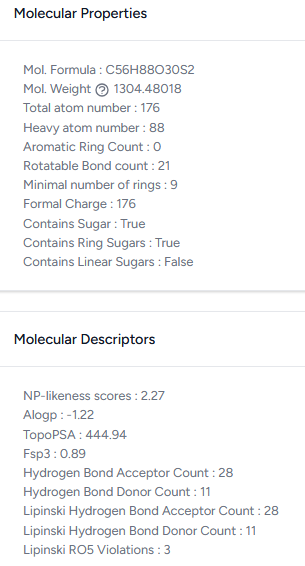 Molecular Properties
Mol. Formula : C56H88O30S2
Mol. Weight ? 1304.48018
Total atom number : 176
Heavy atom number : 88
Aromatic Ring Count : 0
Rotatable Bond count : 21
Minimal number of rings : 9
Formal Charge : 176
Contains Sugar : True
Contains Ring Sugars : True
Contains Linear Sugars : False
Molecular Descriptors
NP-likeness scores : 2.27
Alogp : -1.22
TopoPSA : 444.94
Fsp3 : 0.89
Hydrogen Bond Acceptor Count : 28
Hydrogen Bond Donor Count : 11
Lipinski Hydrogen Bond Acceptor Count : 28
Lipinski Hydrogen Bond Donor Count : 11
Lipinski RO5 Violations : 3